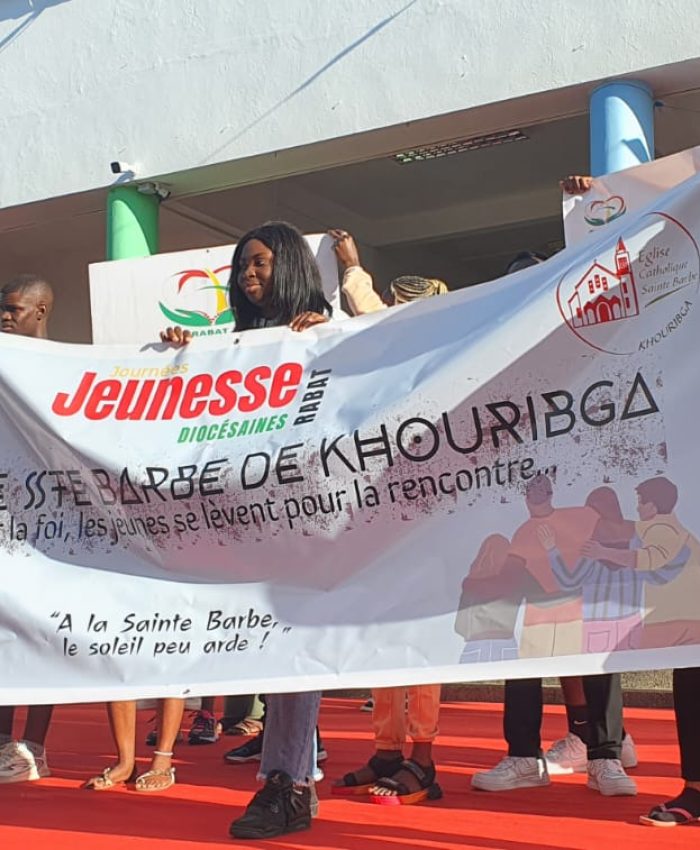 RABAT
Journées
Jeunesse
DIOCÉSAINES
RABAT
Eglise
Catholique
Sainte Barbe
KHOURIBGA
E SSTE BARBE DE KHOURIBGA
la foi, les jeunes se lèvent pour la rencontre...
"A la Sainte Barbe,"
le soleil peu arde !